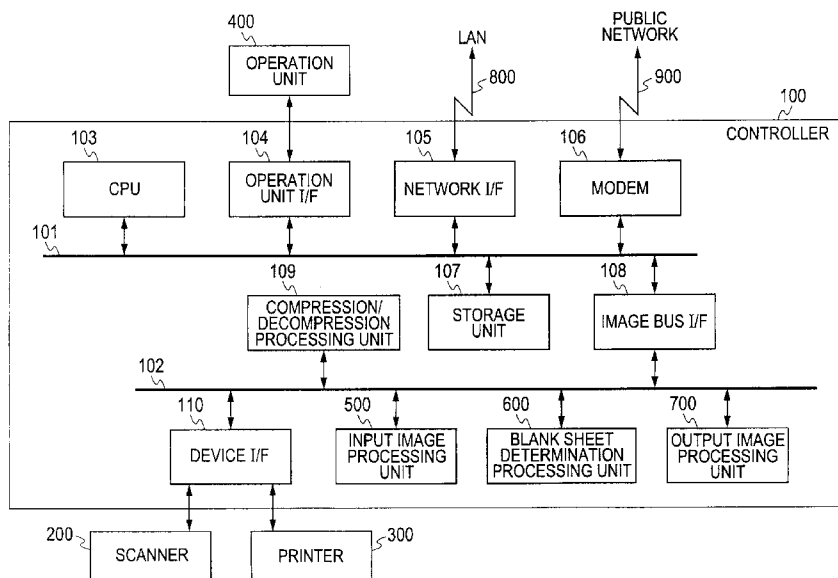 400
OPERATION
UNIT
LAN
800
PUBLIC
NETWORK
900
100
CONTROLLER
103
CPU
104
OPERATION
UNIT I/F
105
NETWORK I/F
106
MODEM
101
109
COMPRESSION/
DECOMPRESSION
PROCESSING UNIT
107
STORAGE
UNIT
108
IMAGE BUS I/F
102
110
DEVICE I/F
500
INPUT IMAGE
PROCESSING
UNIT
600
BLANK SHEET
DETERMINATION
PROCESSING UNIT
700
OUTPUT IMAGE
PROCESSING
UNIT
200
SCANNER
PRINTER
300